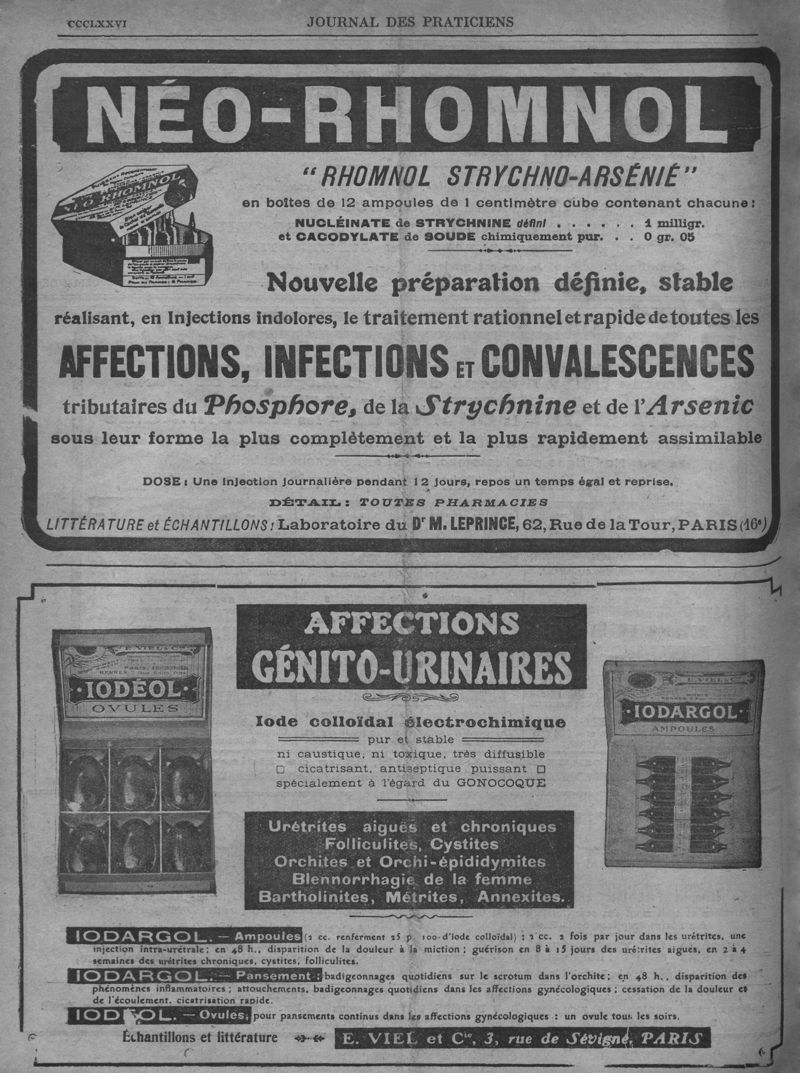 CCCLXXVI
JOURNAL DES PRATICIENS
NÉO-RHOMNOL
NÉO RHOMNOL
"RHOMNOL STRYCHNO-ARSÉNIÉ"
en boîtes de 12 ampoules de 1 centimètre cube contenant chacune:
NUCLÉINATE de STRYCHNINE défini . . . . . . 1 milligr.
et CACODYLATE de SOUDE chimiquement pur. . . 0 gr. 05
Nouvelle préparation définie, stable
réalisant, en Injections indolores, le traitement rationnel et rapide de toutes les
AFFECTIONS, INFECTIONS ET CONVALESCENCES
tributaires du Phosphore, de la Strychnine et de l'Arsenic
sous leur forme la plus complètement et la plus rapidement assimilable
DOSE: Une Injection Journalière pendant 12 Jours, repos un temps égal et reprise.
DÉTAIL: TOUTES PHARMACIES
LITTÉRATURE et ÉCHANTILLONS: Laboratoire du Dr M. LEPRINCE, 62, Rue de la Tour, PARIS (16e)
AFFECTIONS
GÉNITO-URINAIRES
E. VIEL & Cie
IODÉOL
OVULES
E. VIEL & Cie
IODARGOL
AMPOULES
Iode colloïdal électrochimique
pur et stable
ni caustique, ni toxique, très diffusible
cicatrisant, antiseptique puissant
spécialement à l'égard du GONOCOQUE
Urétrites aiguës et chroniques
Folliculites, Cystites
Orchites et Orchi-épididymites
Blennorrhagie de la femme
Bartholinites, Métrites, Annexites.
IODARGOL. — Ampoules (2 cc. renferment 25 p. 100 d'iode colloïdal) : 2 cc. 2 fois par jour dans les urétrites, une
injection intra-urétrale; en 48 h., disparition de la douleur à la miction; guérison en 8 à 15 jours des urétrites aiguës, en 2 à 4
semaines des urétrites chroniques, cystites, folliculites.
IODARGOL. — Pansement: badigeonnages quotidiens sur le scrotum dans l'orchite; en 48 h., disparition des
phénomènes inflammatoires; attouchements, badigeonnages quotidiens dans les affections gynécologiques; cessation de la douleur et
de l'écoulement, cicatrisation rapide.
— Ovules, pour pansements continus dans les affections gynécologiques : un ovule tous les soirs.
Échantillons et littérature
E. VIEL et Cie, 3, rue de Sévigné, PARIS